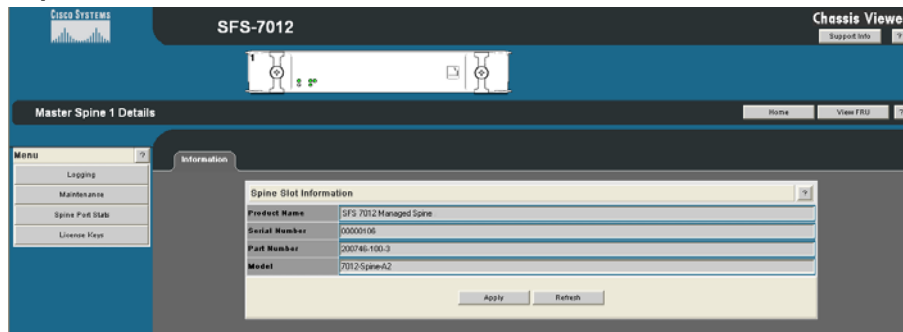 CISCO SYSTEMS
SFS-7012
Chassis Viewe
Support Info
?
1
Master Spine 1 Details
Home
View FRU
?
Menu
?
Logging
Maintenance
Spine Port Stats
License Keys
Information
Spine Slot Information
?
Product Name
SFS 7012 Managed Spine
Serial Number
00000106
Part Number
200746-100-3
Model
7012-Spine-A2
Apply
Refresh